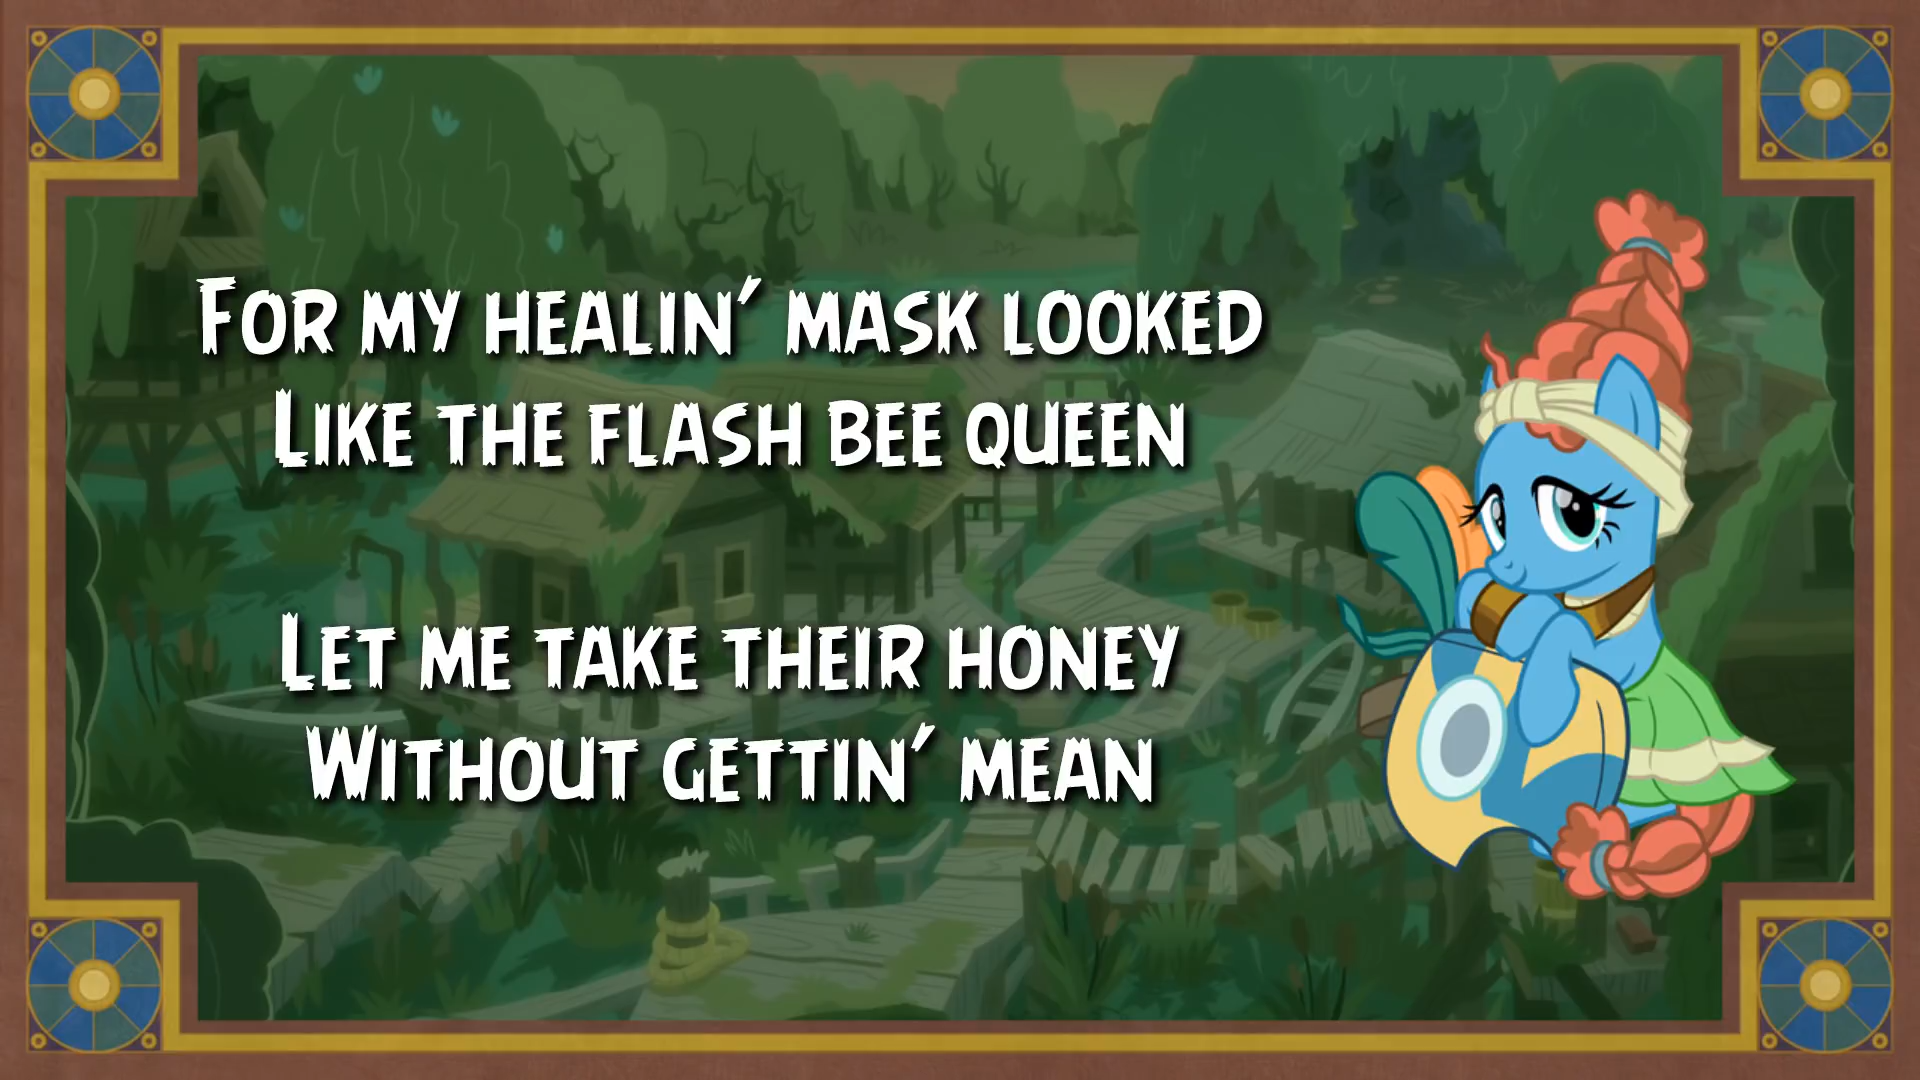 For my healin' mask looked
Like the flash bee queen
Let me take their honey
Without gettin' mean